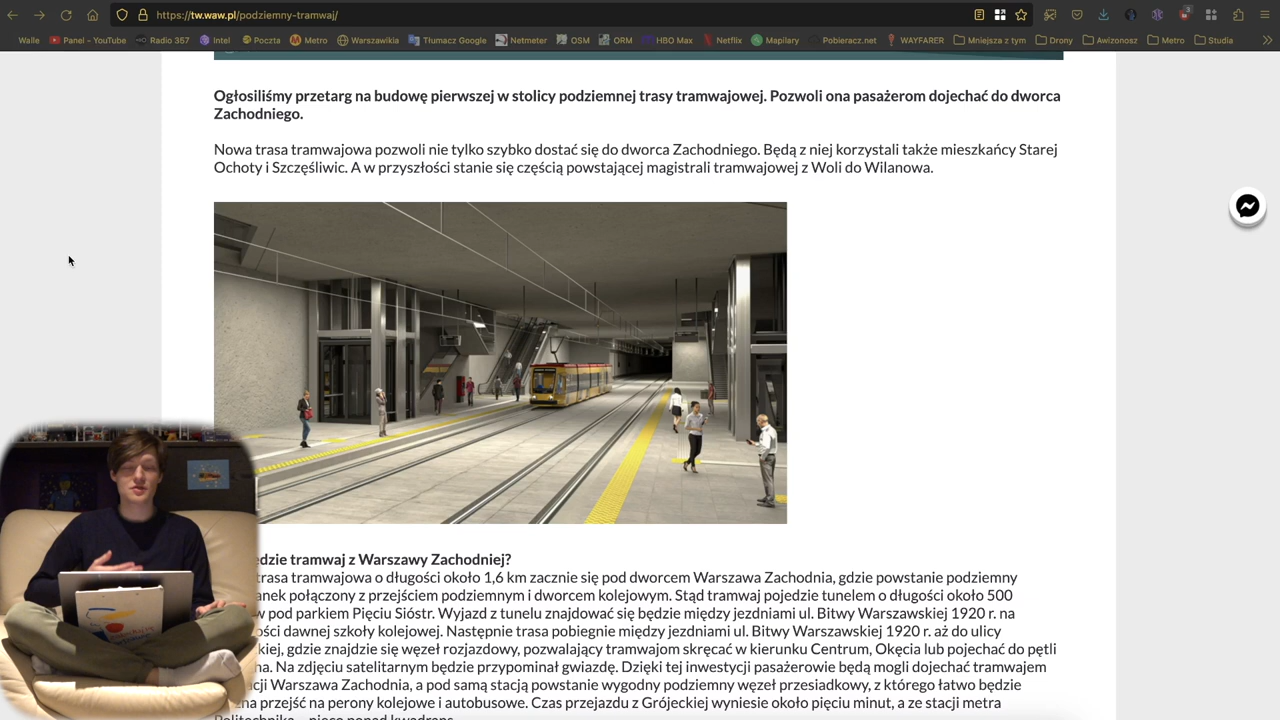 https://tw.waw.pl/podziemny-tramwaj/
3
Walle Panel - YouTube Radio 357 Intel Poczta Metro Warszawikia Tłumacz Google Netmeter OSM ORM HBO Max Netflix Mapilary Pobieracz.net WAYFARER Mniejsza z tym Drony Awizonosz Metro Studia
Ogłosiliśmy przetarg na budowę pierwszej w stolicy podziemnej trasy tramwajowej. Pozwoli ona pasażerom dojechać do dworca
Zachodniego.
Nowa trasa tramwajowa pozwoli nie tylko szybko dostać się do dworca Zachodniego. Będą z niej korzystali także mieszkańcy Starej
Ochoty i Szczęśliwic. A w przyszłości stanie się częścią powstającej magistrali tramwajowej z Woli do Wilanowa.
edzie tramwaj z Warszawy Zachodniej?
trasa tramwajowa o długości około 1,6 km zacznie się pod dworcem Warszawa Zachodnia, gdzie powstanie podziemny
anek połączony z przejściem podziemnym i dworcem kolejowym. Stąd tramwaj pojedzie tunelem o długości około 500
w pod parkiem Pięciu Sióstr. Wyjazd z tunelu znajdować się będzie między jezdniami ul. Bitwy Warszawskiej 1920 r. na
ości dawnej szkoły kolejowej. Następnie trasa pobiegnie między jezdniami ul. Bitwy Warszawskiej 1920 r. aż do ulicy
kiej, gdzie znajdzie się węzeł rozjazdowy, pozwalający tramwajom skręcać w kierunku Centrum, Okęcia lub pojechać do pętli
na. Na zdjęciu satelitarnym będzie przypominał gwiazdę. Dzięki tej inwestycji pasażerowie będą mogli dojechać tramwajem
cji Warszawa Zachodnia, a pod samą stacją powstanie wygodny podziemny węzeł przesiadkowy, z którego łatwo będzie
na przejść na perony kolejowe i autobusowe. Czas przejazdu z Grójeckiej wyniesie około pięciu minut, a ze stacji metra
Politechnika – nieco ponad kwadrans.